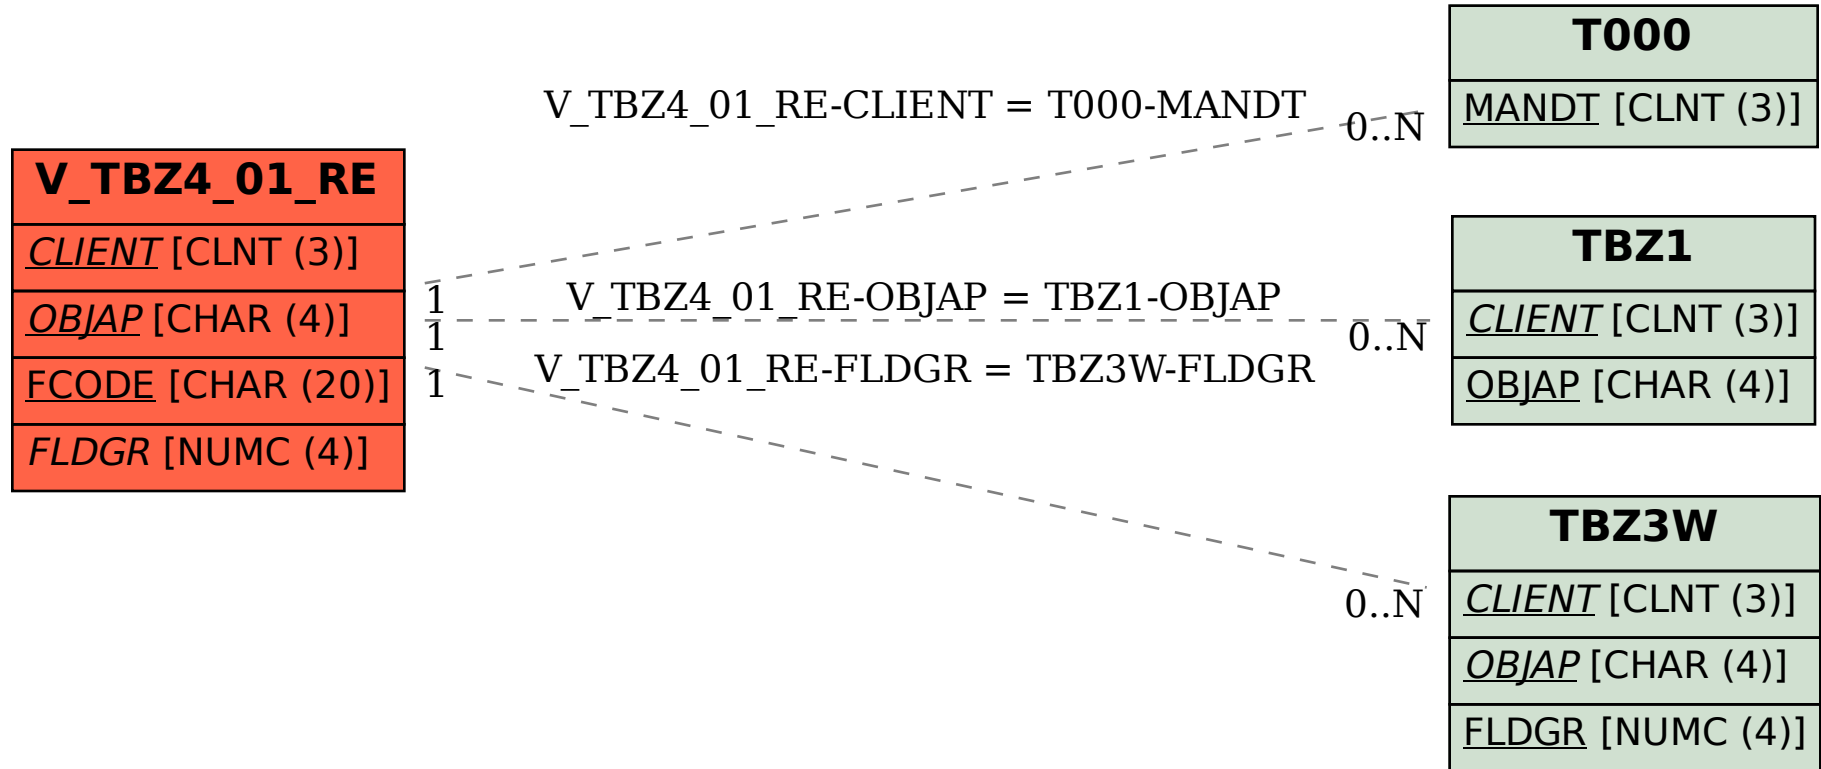 V_TBZ4_01_RE
CLIENT [CLNT (3)]
OBJAP [CHAR (4)]
FCODE [CHAR (20)]
FLDGR [NUMC (4)]
V_TBZ4_01_RE-CLIENT = T000-MANDT
0..N
1
V_TBZ4_01_RE-OBJAP = TBZ1-OBJAP
0..N
1
V_TBZ4_01_RE-FLDGR = TBZ3W-FLDGR
0..N
1
T000
MANDT [CLNT (3)]
TBZ1
CLIENT [CLNT (3)]
OBJAP [CHAR (4)]
TBZ3W
CLIENT [CLNT (3)]
OBJAP [CHAR (4)]
FLDGR [NUMC (4)]